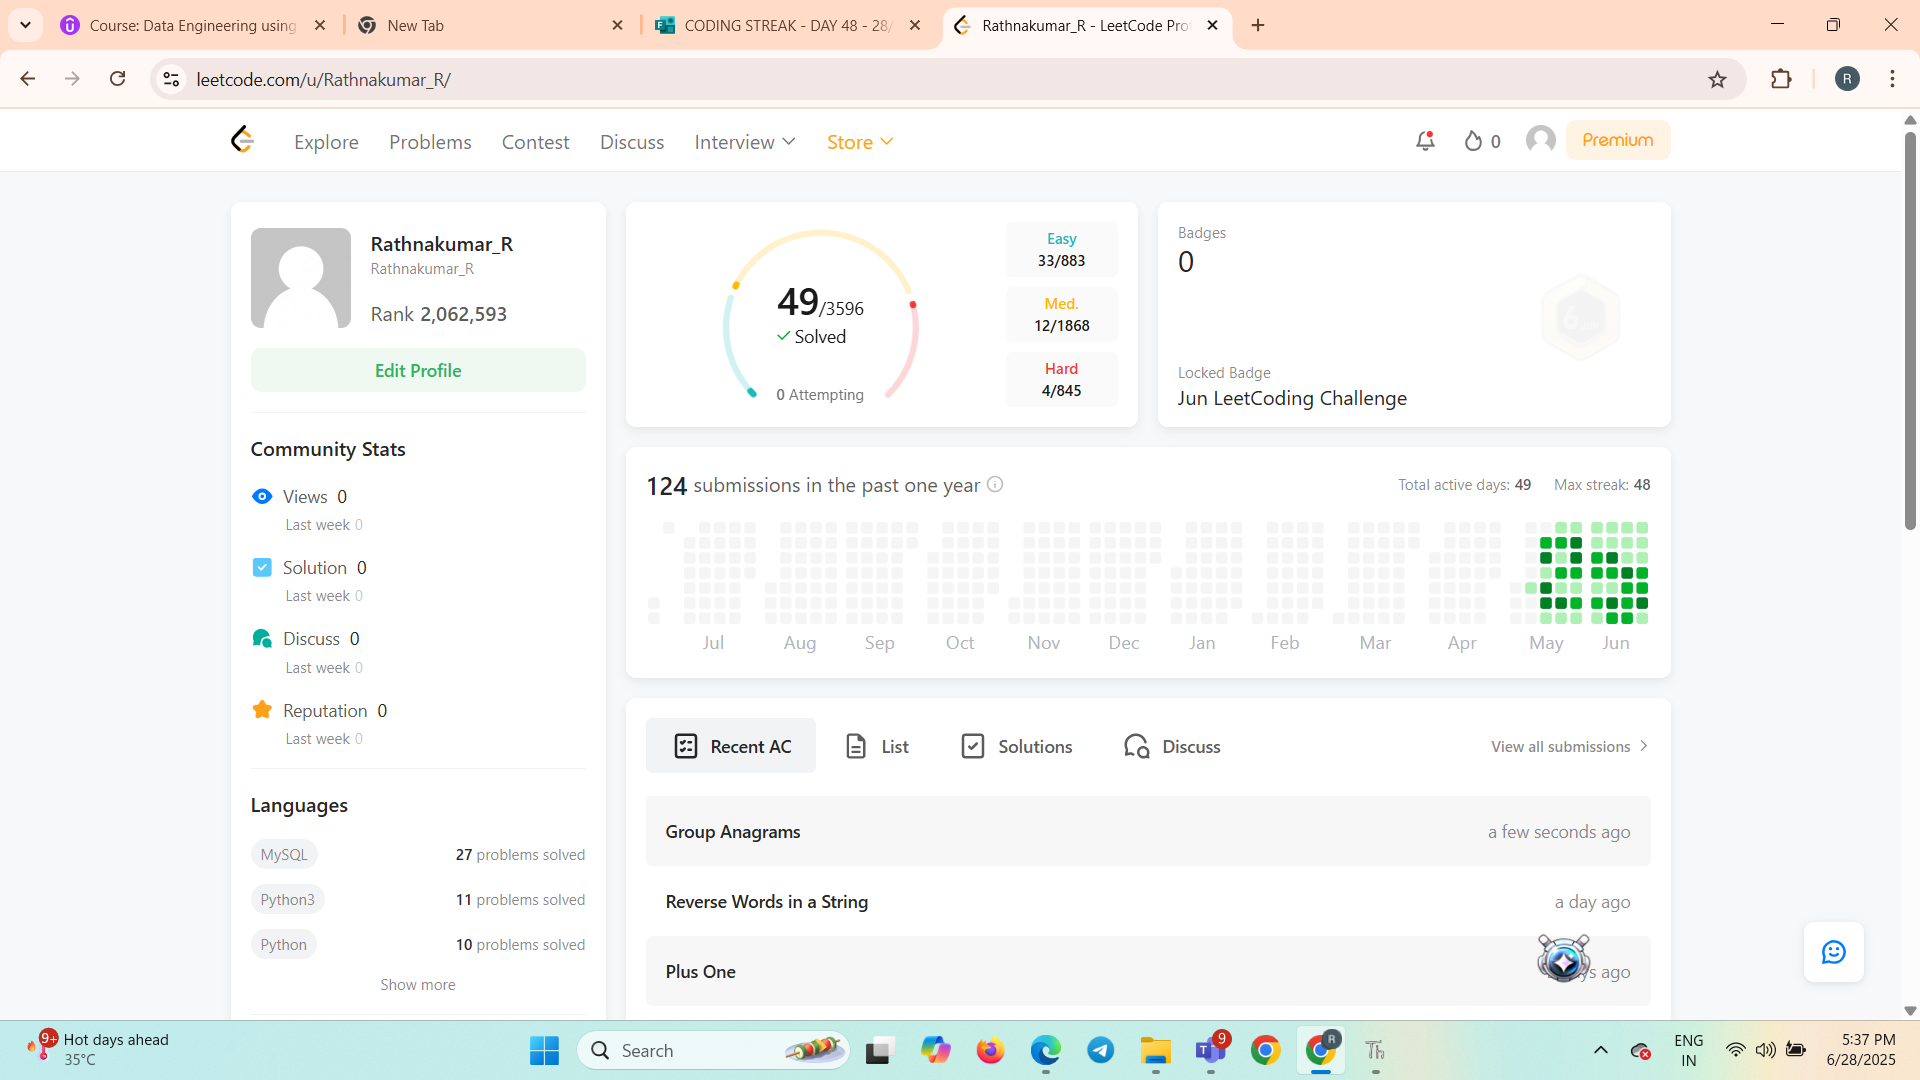 Course: Data Engineering using
New Tab
CODING STREAK - DAY 48 - 28/
Rathnakumar_R - LeetCode Pro
leetcode.com/u/Rathnakumar_R/
R
Explore Problems Contest Discuss Interview Store
0
Premium
Rathnakumar_R
Rathnakumar_R
Rank 2,062,593
Edit Profile
Community Stats
Views 0
Last week 0
Solution 0
Last week 0
Discuss 0
Last week 0
Reputation 0
Last week 0
Languages
MySQL 27 problems solved
Python3 11 problems solved
Python 10 problems solved
Show more
49/3596
Solved
0 Attempting
Easy
33/883
Med.
12/1868
Hard
4/845
Badges
0
Locked Badge
Jun LeetCoding Challenge
124 submissions in the past one year
Total active days: 49 Max streak: 48
Jul Aug Sep Oct Nov Dec Jan Feb Mar Apr May Jun
Recent AC List Solutions Discuss View all submissions
Group Anagrams a few seconds ago
Reverse Words in a String a day ago
Plus One ago
9+
Hot days ahead
35°C
Search
9
R
Th
ENG
IN
5:37 PM
6/28/2025